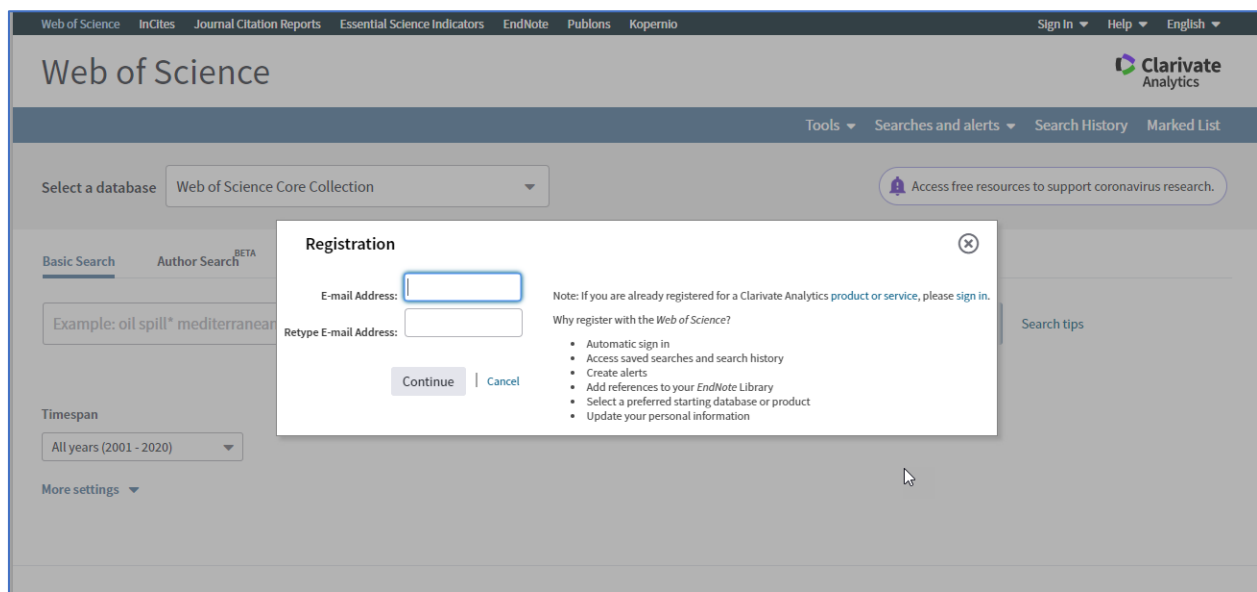 Web of Science InCites Journal Citation Reports Essential Science Indicators EndNote Publons Kopernio Sign In Help English
Web of Science
Clarivate
Analytics
Tools Searches and alerts Search History Marked List
Select a database Web of Science Core Collection
Access free resources to support coronavirus research.
Basic Search Author Search BETA
Example: oil spill* mediterranean
Search tips
Registration
E-mail Address:
Retype E-mail Address:
Continue | Cancel
Note: If you are already registered for a Clarivate Analytics product or service, please sign in.
Why register with the Web of Science?
• Automatic sign in
• Access saved searches and search history
• Create alerts
• Add references to your EndNote Library
• Select a preferred starting database or product
• Update your personal information
Timespan
All years (2001 - 2020)
More settings